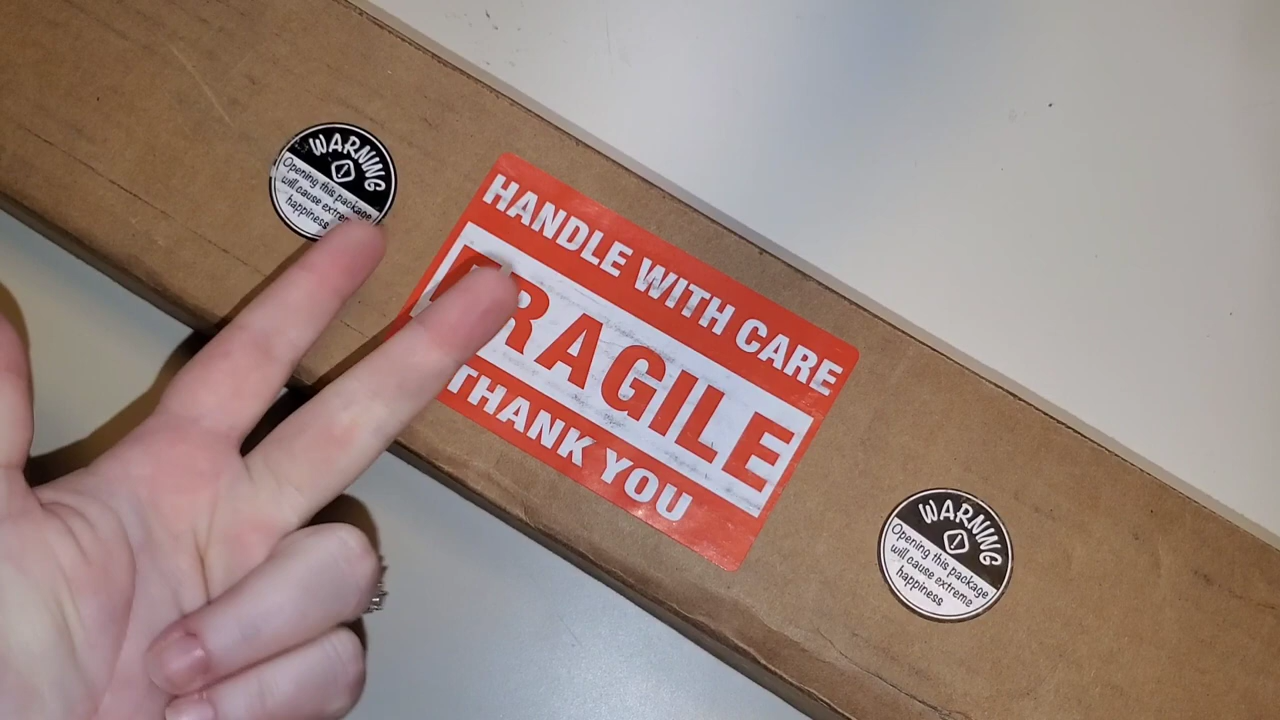 WARNING
Opening this package
will cause extreme
happiness
HANDLE WITH CARE
FRAGILE
THANK YOU
WARNING
Opening this package
will cause extreme
happiness